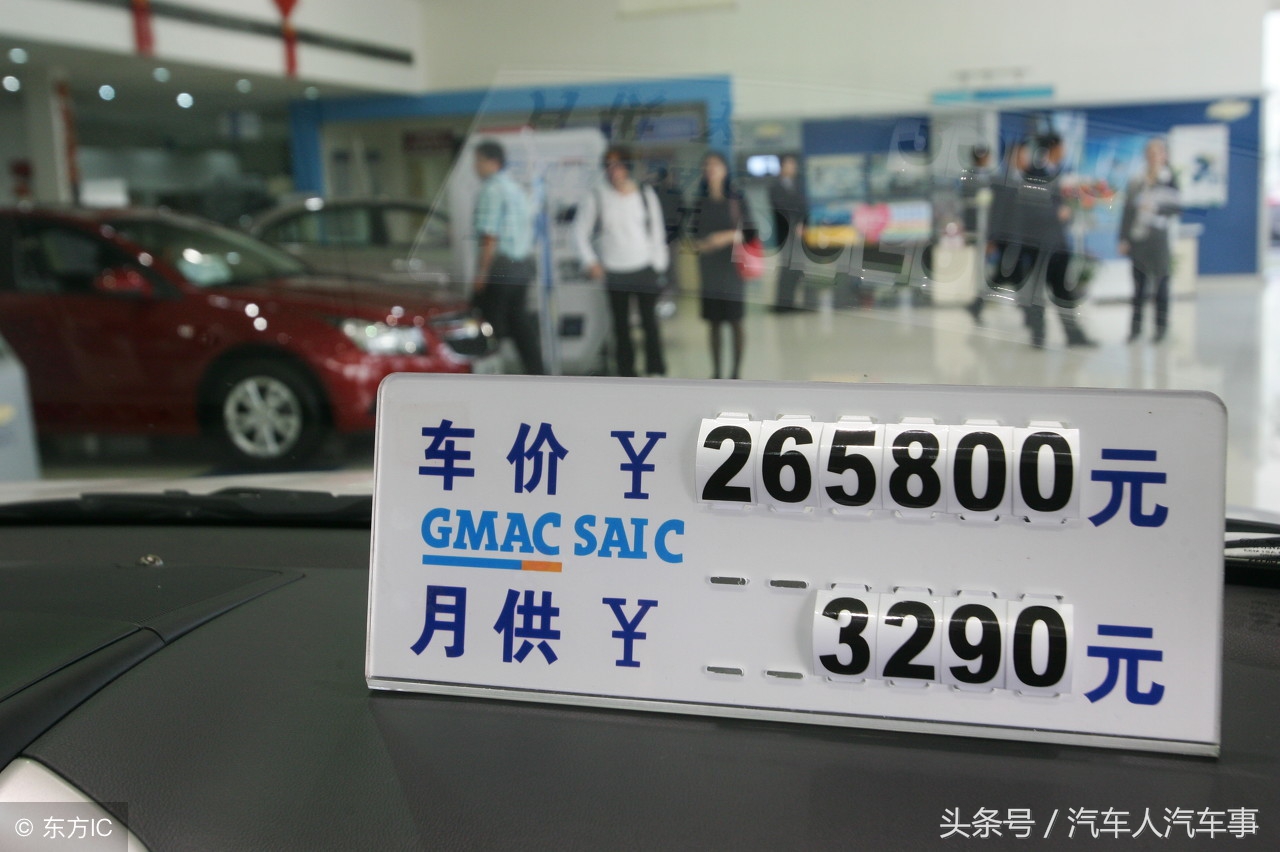 车价 ¥ 265800 元
GMAC SAIC
月供 ¥ 3290 元
© 东方IC
头条号 / 汽车人汽车事